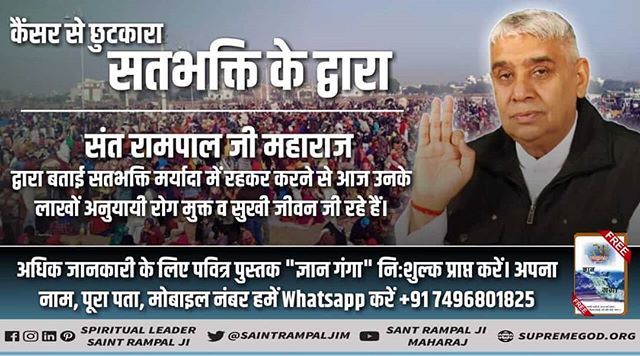 कैंसर से छुटकारा
सतभक्ति के द्वारा
संत रामपाल जी महाराज
द्वारा बताई सतभक्ति मर्यादा में रहकर करने से आज उनके
लाखों अनुयायी रोग मुक्त व सुखी जीवन जी रहे हैं।
FREE
ज्ञान
गंगा
FREE
अधिक जानकारी के लिए पवित्र पुस्तक "ज्ञान गंगा" नि:शुल्क प्राप्त करें। अपना
नाम, पूरा पता, मोबाइल नंबर हमें Whatsapp करें +91 7496801825
SPIRITUAL LEADER
SAINT RAMPAL JI
@SAINTRAMPALJIM
SANT RAMPAL JI
MAHARAJ
SUPREMEGOD.ORG